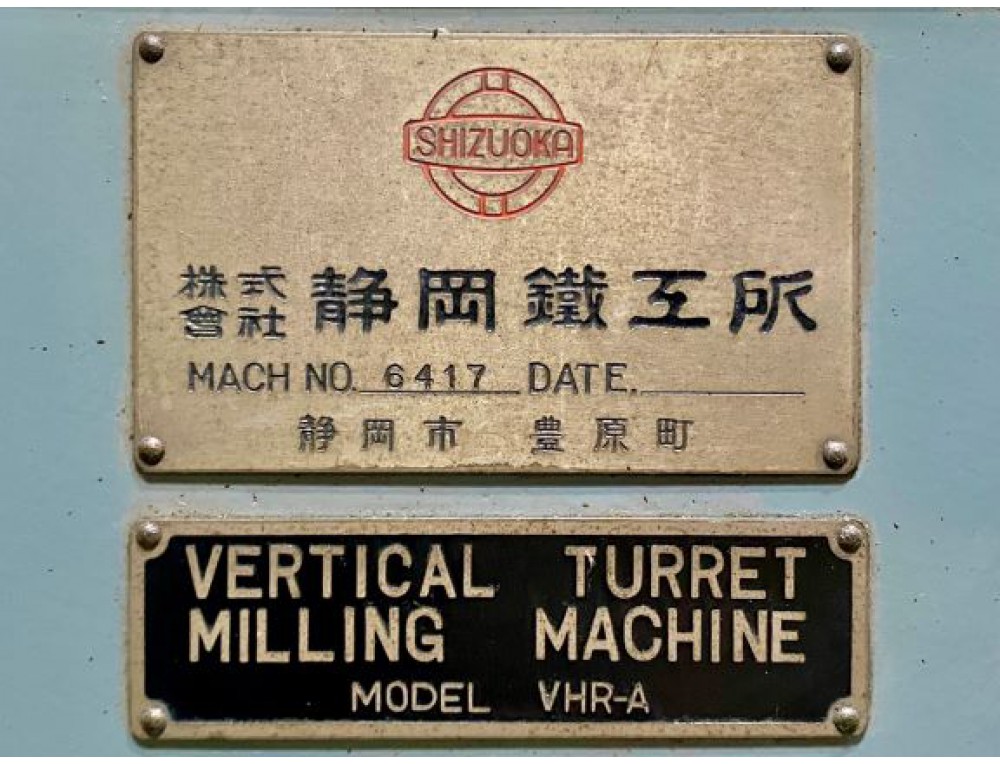 SHIZUOKA
株式會社 静岡鐵工所
MACH NO. 6417 DATE.
静岡市 豊原町
VERTICAL TURRET
MILLING MACHINE
MODEL VHR-A